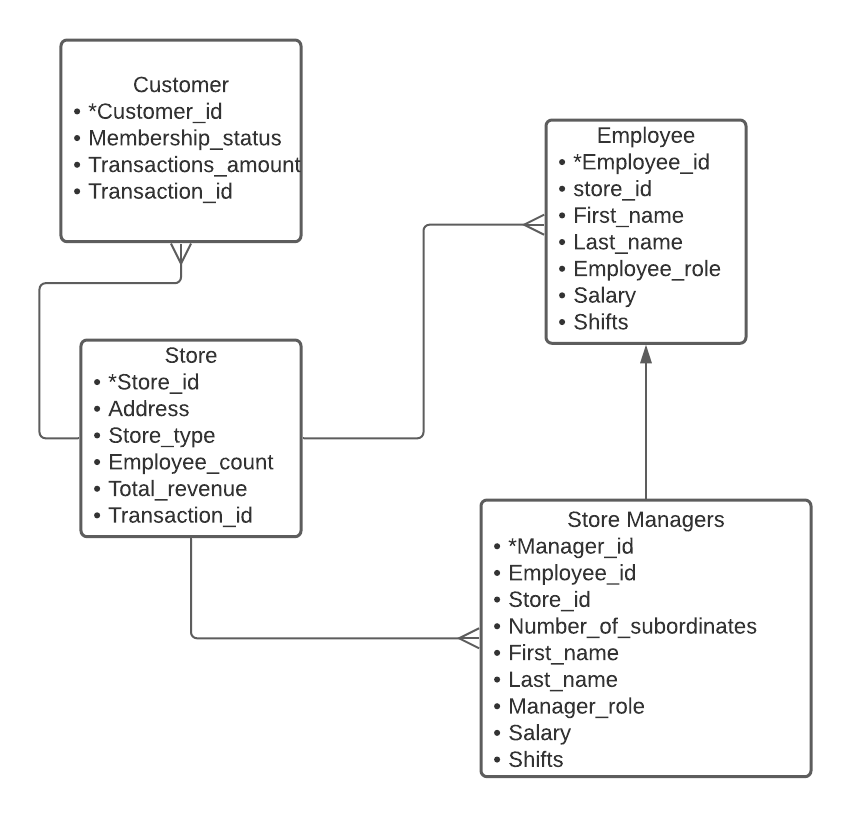 Customer
• *Customer_id
• Membership_status
• Transactions_amount
• Transaction_id
Employee
• *Employee_id
• store_id
• First_name
• Last_name
• Employee_role
• Salary
• Shifts
Store
• *Store_id
• Address
• Store_type
• Employee_count
• Total_revenue
• Transaction_id
Store Managers
• *Manager_id
• Employee_id
• Store_id
• Number_of_subordinates
• First_name
• Last_name
• Manager_role
• Salary
• Shifts